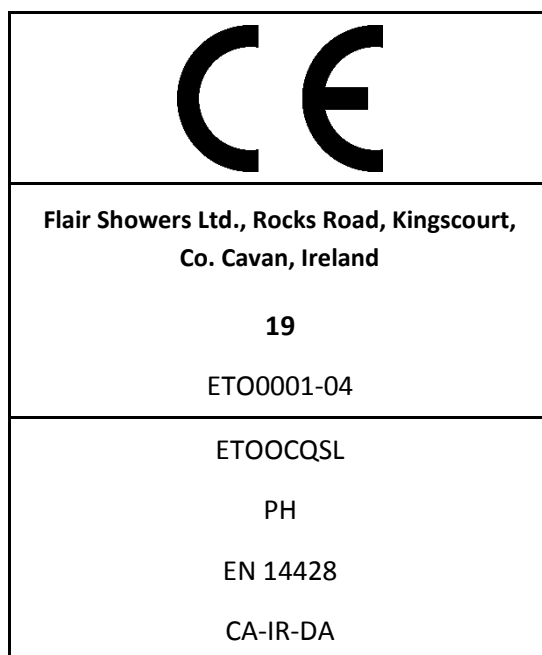 CE
Flair Showers Ltd., Rocks Road, Kingscourt,
Co. Cavan, Ireland
19
ETO0001-04
ETOOCQSL
PH
EN 14428
CA-IR-DA